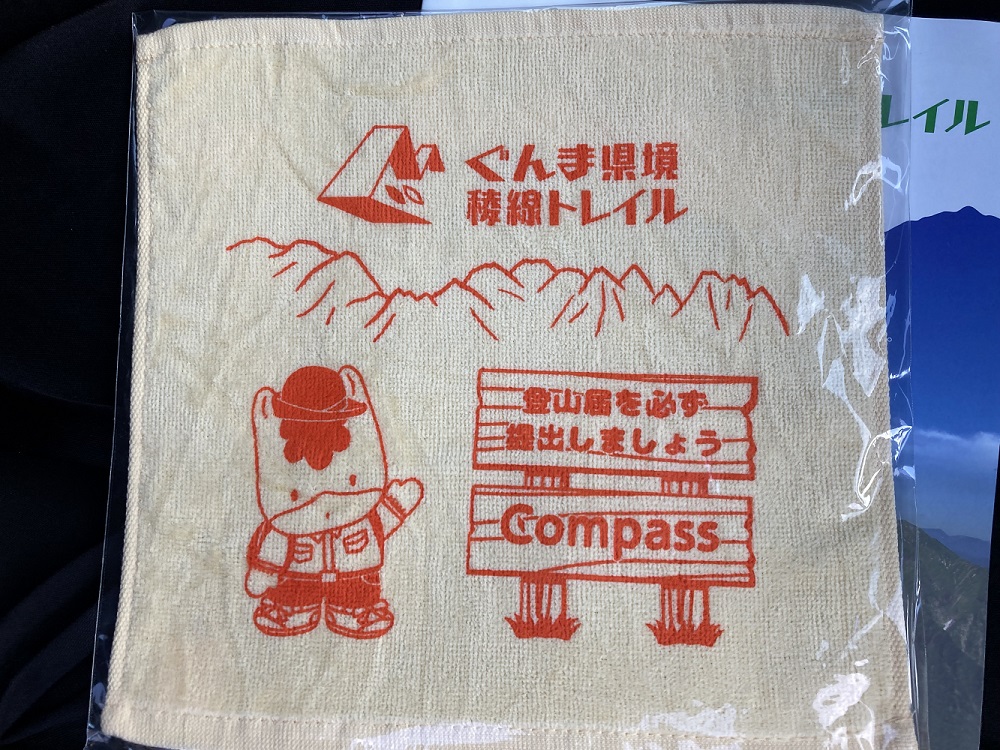 ぐんま県境
稜線トレイル
レイル
登山届を必ず
提出しましょう
Compass